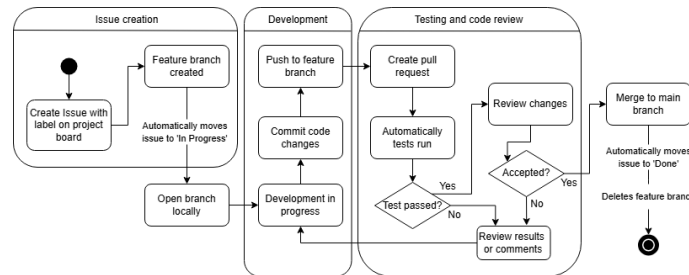 Issue creation
Create Issue with
label on project
board
Feature branch
created
Automatically moves
issue to 'In Progress'
Open branch
locally
Development
Push to feature
branch
Commit code
changes
Development in
progress
Testing and code review
Create pull
request
Automatically
tests run
Test passed?
Yes
No
Review changes
Accepted?
Yes
No
Review results
or comments
Merge to main
branch
Automatically moves
issue to 'Done'
Deletes feature branc